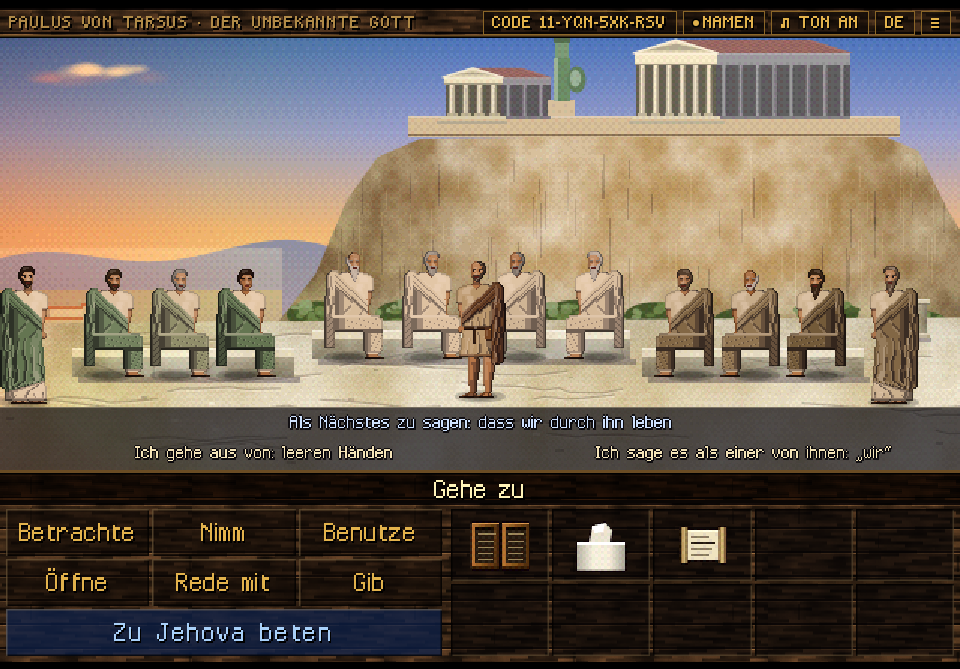 PAULUS VON TARSUS · DER UNBEKANNTE GOTT
CODE 11-YQN-5XK-RSV
•NAMEN
♫ TON AN
DE
≡
Als Nächstes zu sagen: dass wir durch ihn leben
Ich gehe aus von: leeren Händen
Ich sage es als einer von ihnen: „wir“
Gehe zu
Betrachte
Nimm
Benutze
Öffne
Rede mit
Gib
Zu Jehova beten